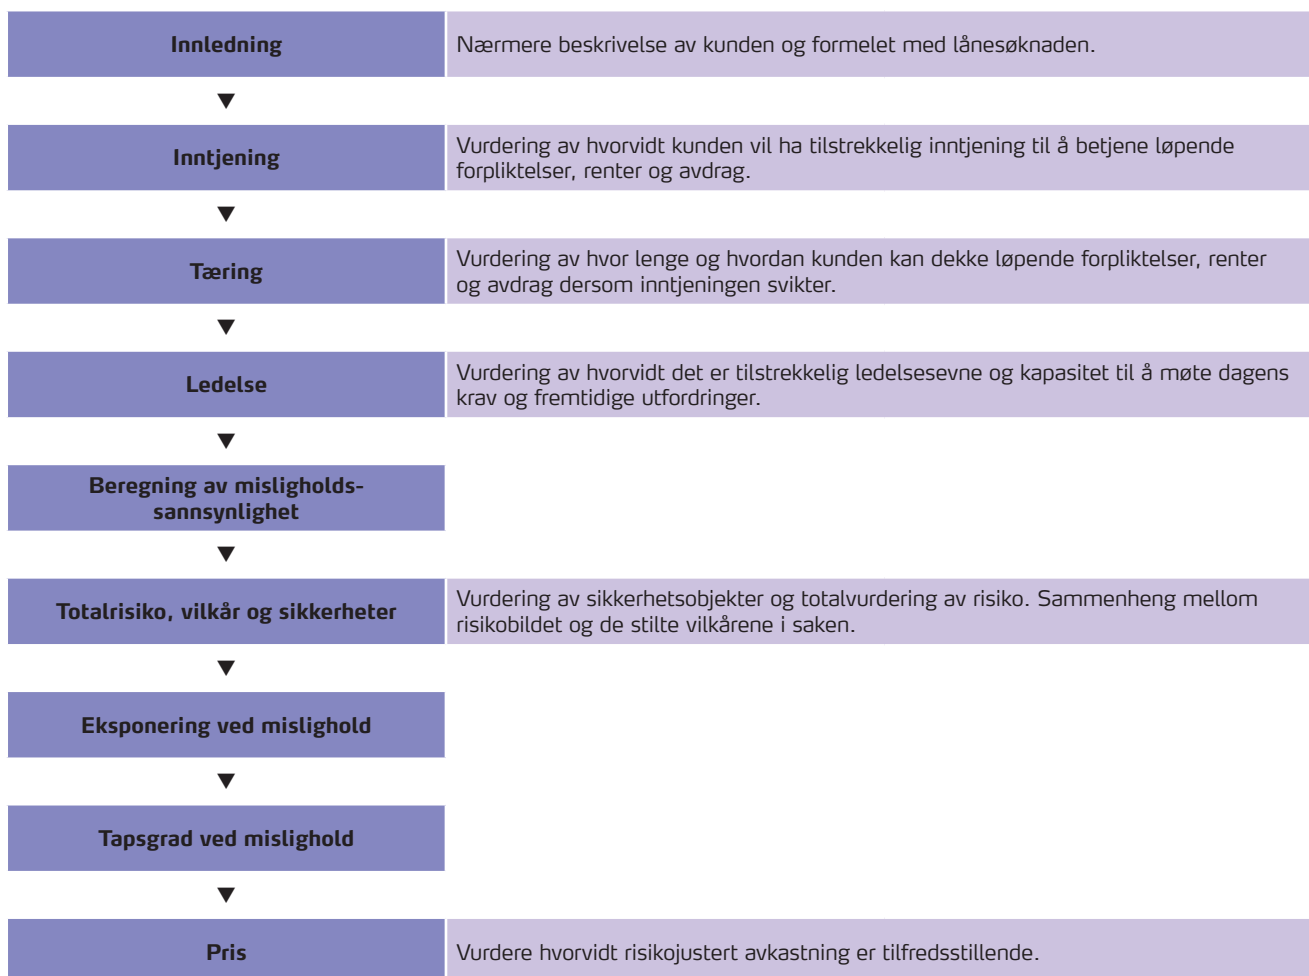 Innledning
Nærmere beskrivelse av kunden og formelet med lånesøknaden.
▼
Inntjening
Vurdering av hvorvidt kunden vil ha tilstrekkelig inntjening til å betjene løpende
forpliktelser, renter og avdrag.
▼
Tæring
Vurdering av hvor lenge og hvordan kunden kan dekke løpende forpliktelser, renter
og avdrag dersom inntjeningen svikter.
▼
Ledelse
Vurdering av hvorvidt det er tilstrekkelig ledelsesevne og kapasitet til å møte dagens
krav og fremtidige utfordringer.
▼
Beregning av misligholds-
sannsynlighet
▼
Totalrisiko, vilkår og sikkerheter
Vurdering av sikkerhetsobjekter og totalvurdering av risiko. Sammenheng mellom
risikobildet og de stilte vilkårene i saken.
▼
Eksponering ved mislighold
▼
Tapsgrad ved mislighold
▼
Pris
Vurdere hvorvidt risikojustert avkastning er tilfredsstillende.